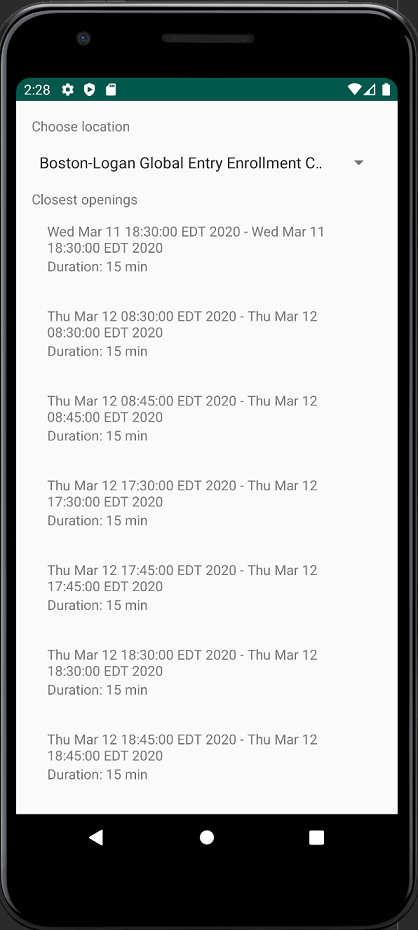 2:28
Choose location
Boston-Logan Global Entry Enrollment C..
Closest openings
Wed Mar 11 18:30:00 EDT 2020 - Wed Mar 11
18:30:00 EDT 2020
Duration: 15 min
Thu Mar 12 08:30:00 EDT 2020 - Thu Mar 12
08:30:00 EDT 2020
Duration: 15 min
Thu Mar 12 08:45:00 EDT 2020 - Thu Mar 12
08:45:00 EDT 2020
Duration: 15 min
Thu Mar 12 17:30:00 EDT 2020 - Thu Mar 12
17:30:00 EDT 2020
Duration: 15 min
Thu Mar 12 17:45:00 EDT 2020 - Thu Mar 12
17:45:00 EDT 2020
Duration: 15 min
Thu Mar 12 18:30:00 EDT 2020 - Thu Mar 12
18:30:00 EDT 2020
Duration: 15 min
Thu Mar 12 18:45:00 EDT 2020 - Thu Mar 12
18:45:00 EDT 2020
Duration: 15 min